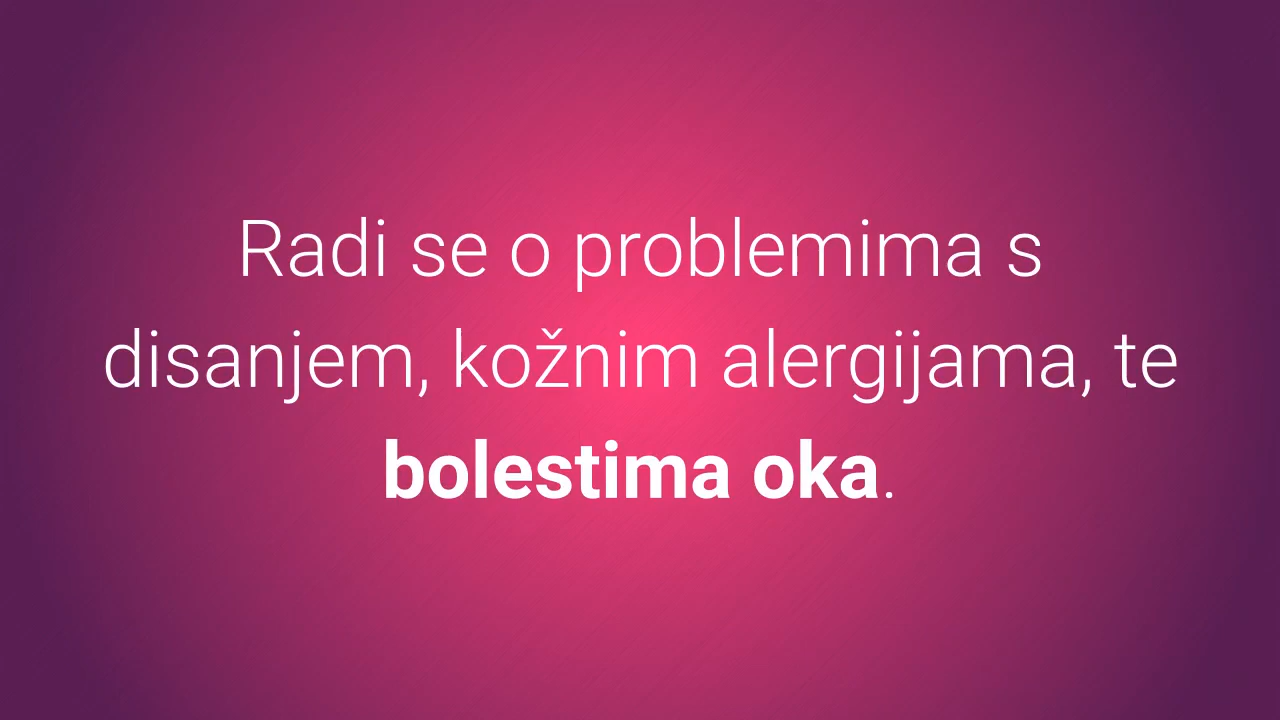 Radi se o problemima s
disanjem, kožnim alergijama, te
bolestima oka.